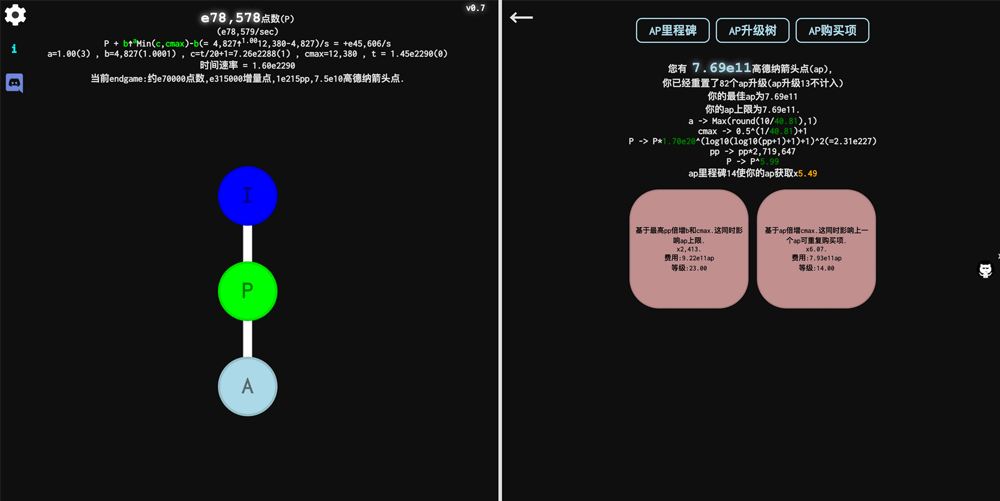 v0.7
e78,578点数(P)
(e78,579/sec)
P + b↑ᵃMin(c,cmax)-b(= 4,827↑¹·⁰⁰12,380-4,827)/s = +e45,606/s
a=1.00(3) , b=4,827(1.0001) , c=t/20+1=7.26e2288(1) , cmax=12,380 , t = 1.45e2290(0)
时间速率 = 1.60e2290
当前endgame:约e70000点数,e315000增量点,1e215pp,7.5e10高德纳箭头点.
i
I
P
A
AP里程碑
AP升级树
AP购买项
您有 7.69e11高德纳箭头点(ap),
你已经重置了82个ap升级(ap升级13不计入)
你的最佳ap为7.69e11
你的ap上限为7.69e11.
a -> Max(round(10/40.81),1)
cmax -> 0.5^(1/40.81)+1
P -> P*1.70e20^(log10(log10(pp+1)+1)+1)^2(=2.31e227)
pp -> pp*2,719,647
P -> P^5.99
ap里程碑14使你的ap获取x5.49
基于最高pp倍增b和cmax.这同时影
响ap上限.
x2,413.
费用:9.22e11ap
等级:23.00
基于ap倍增cmax.这同时影响上一
个ap可重复购买项.
x6.07.
费用:7.93e11ap
等级:14.00